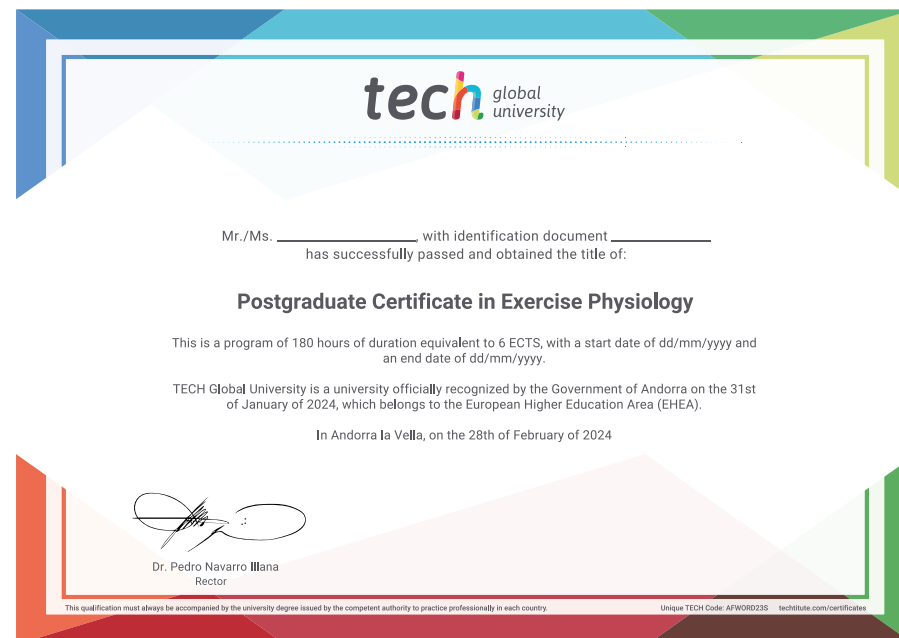 tech global university
Mr./Ms. ____________________, with identification document ______________
has successfully passed and obtained the title of:
Postgraduate Certificate in Exercise Physiology
This is a program of 180 hours of duration equivalent to 6 ECTS, with a start date of dd/mm/yyyy and
an end date of dd/mm/yyyy.
TECH Global University is a university officially recognized by the Government of Andorra on the 31st
of January of 2024, which belongs to the European Higher Education Area (EHEA).
In Andorra la Vella, on the 28th of February of 2024
Dr. Pedro Navarro Illana
Rector
This qualification must always be accompanied by the university degree issued by the competent authority to practice professionally in each country.
Unique TECH Code: AFWORD23S techtitute.com/certificates